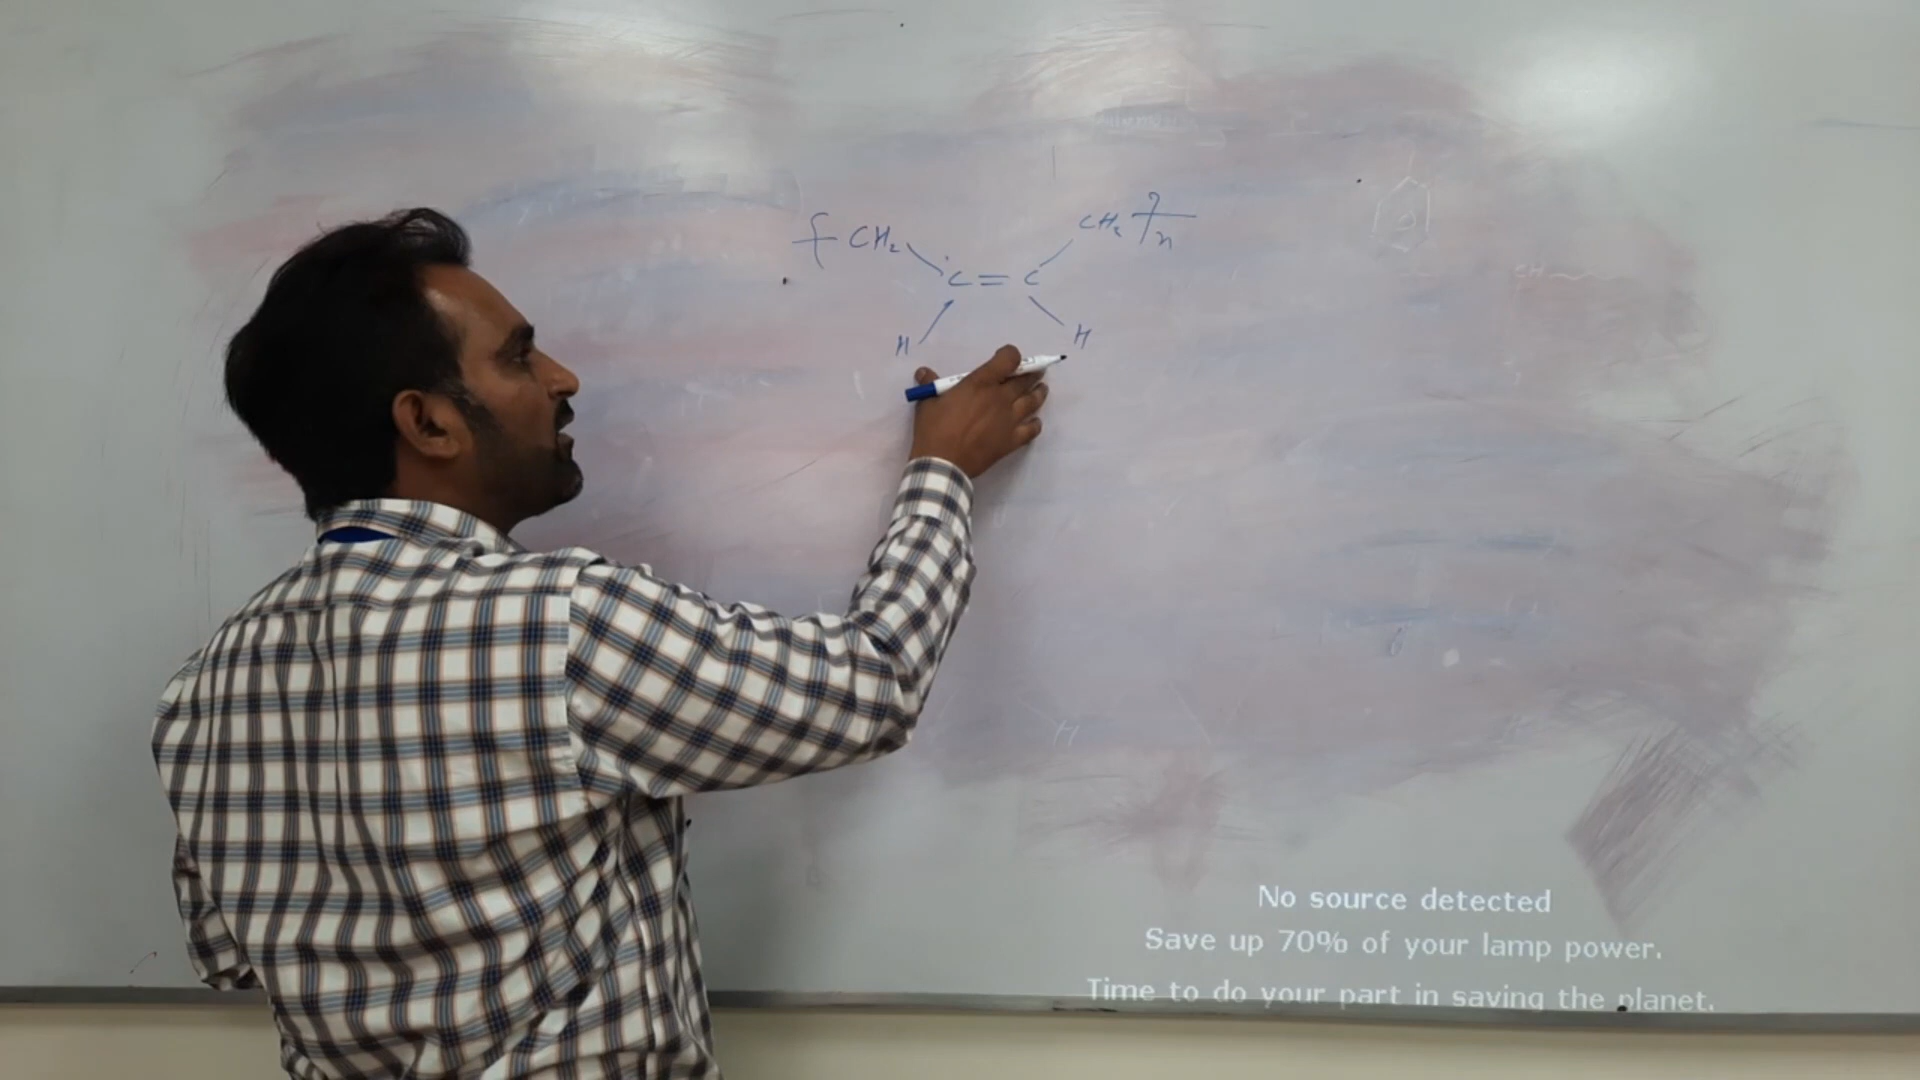 CH₂ CH₂ n
C = C
H H
No source detected
Save up 70% of your lamp power.
Time to do your part in saving the planet.